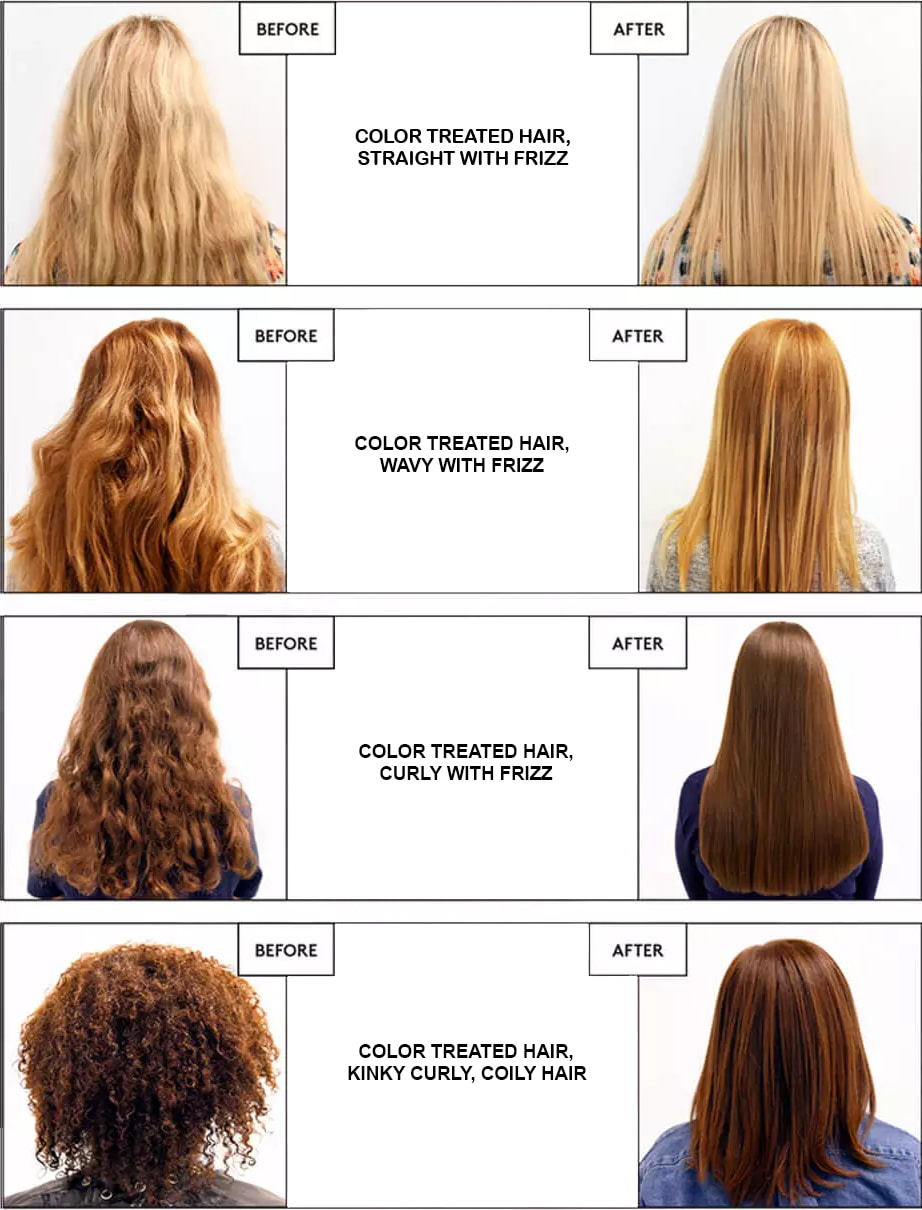 BEFORE
AFTER
COLOR TREATED HAIR,
STRAIGHT WITH FRIZZ
BEFORE
AFTER
COLOR TREATED HAIR,
WAVY WITH FRIZZ
BEFORE
AFTER
COLOR TREATED HAIR,
CURLY WITH FRIZZ
BEFORE
AFTER
COLOR TREATED HAIR,
KINKY CURLY, COILY HAIR